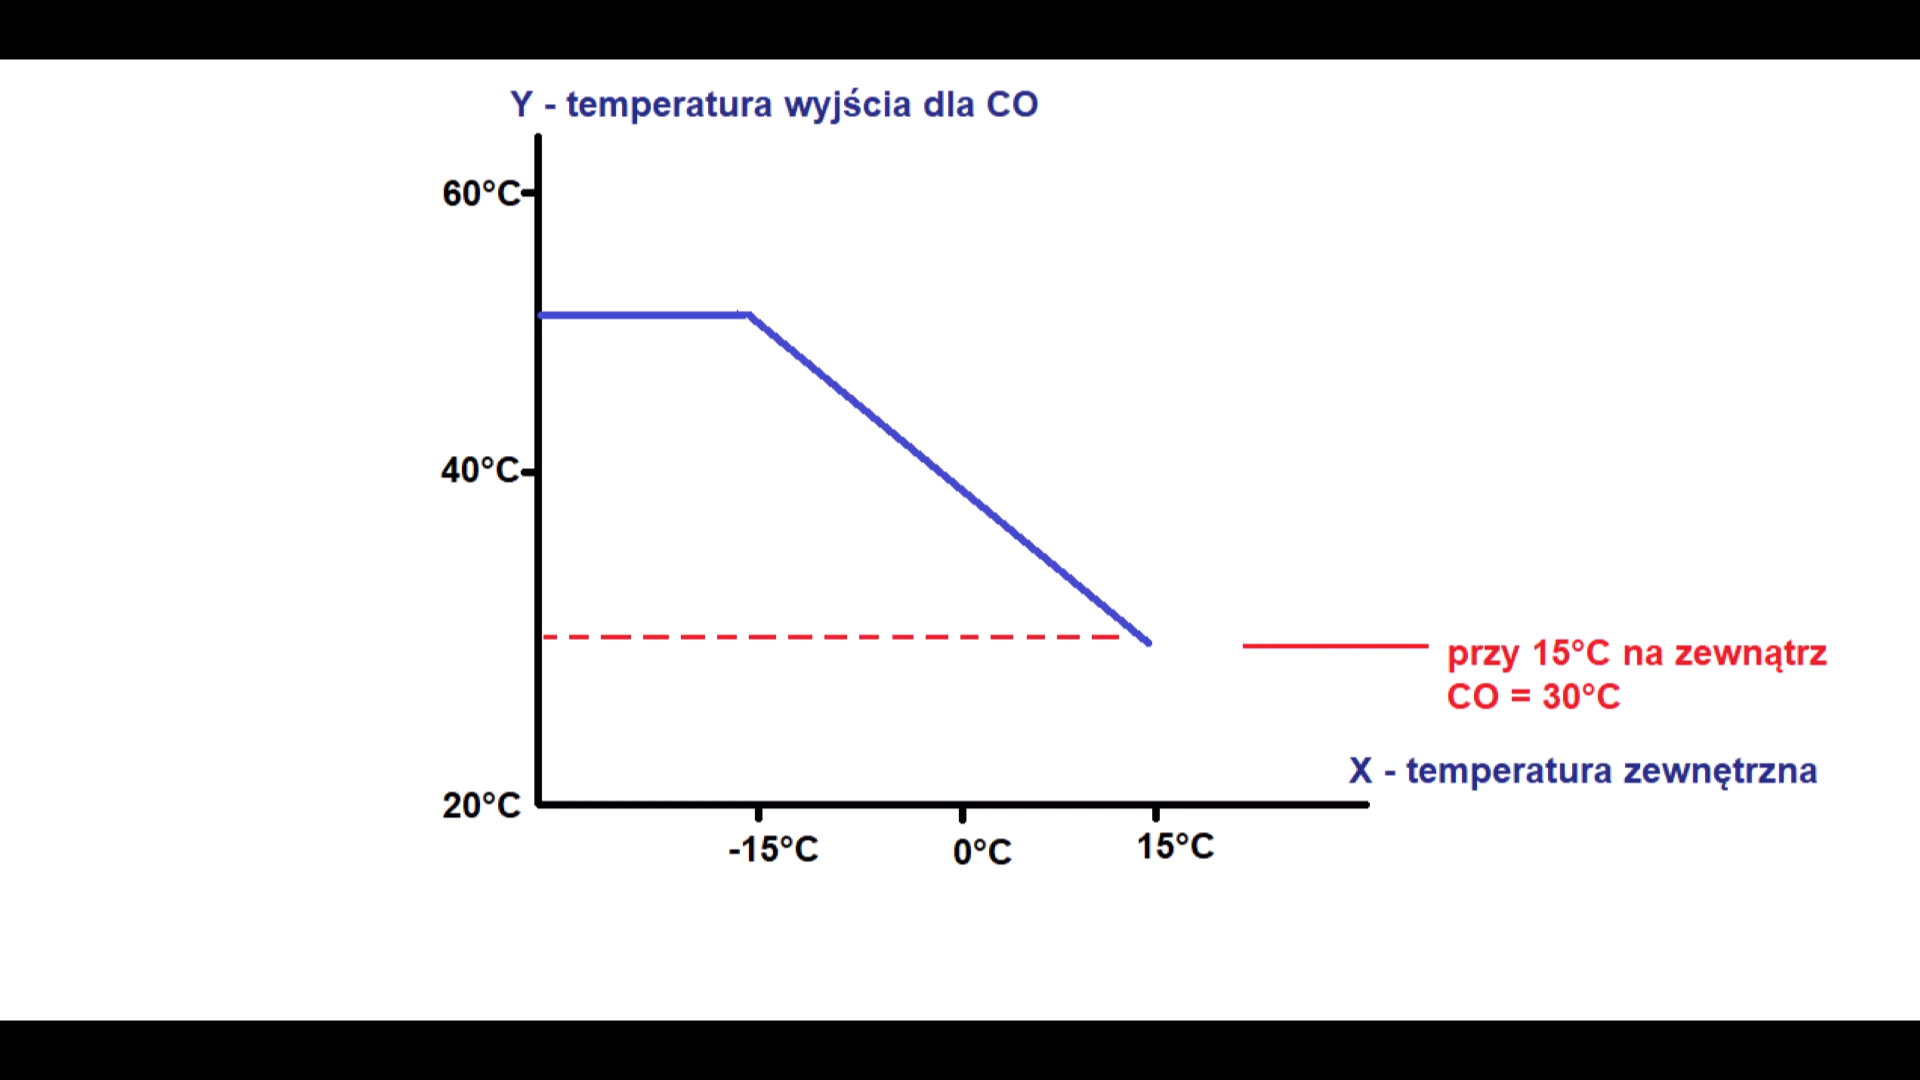 Y - temperatura wyjścia dla CO
60°C
40°C
przy 15°C na zewnątrz
CO = 30°C
X - temperatura zewnętrzna
20°C
-15°C
0°C
15°C